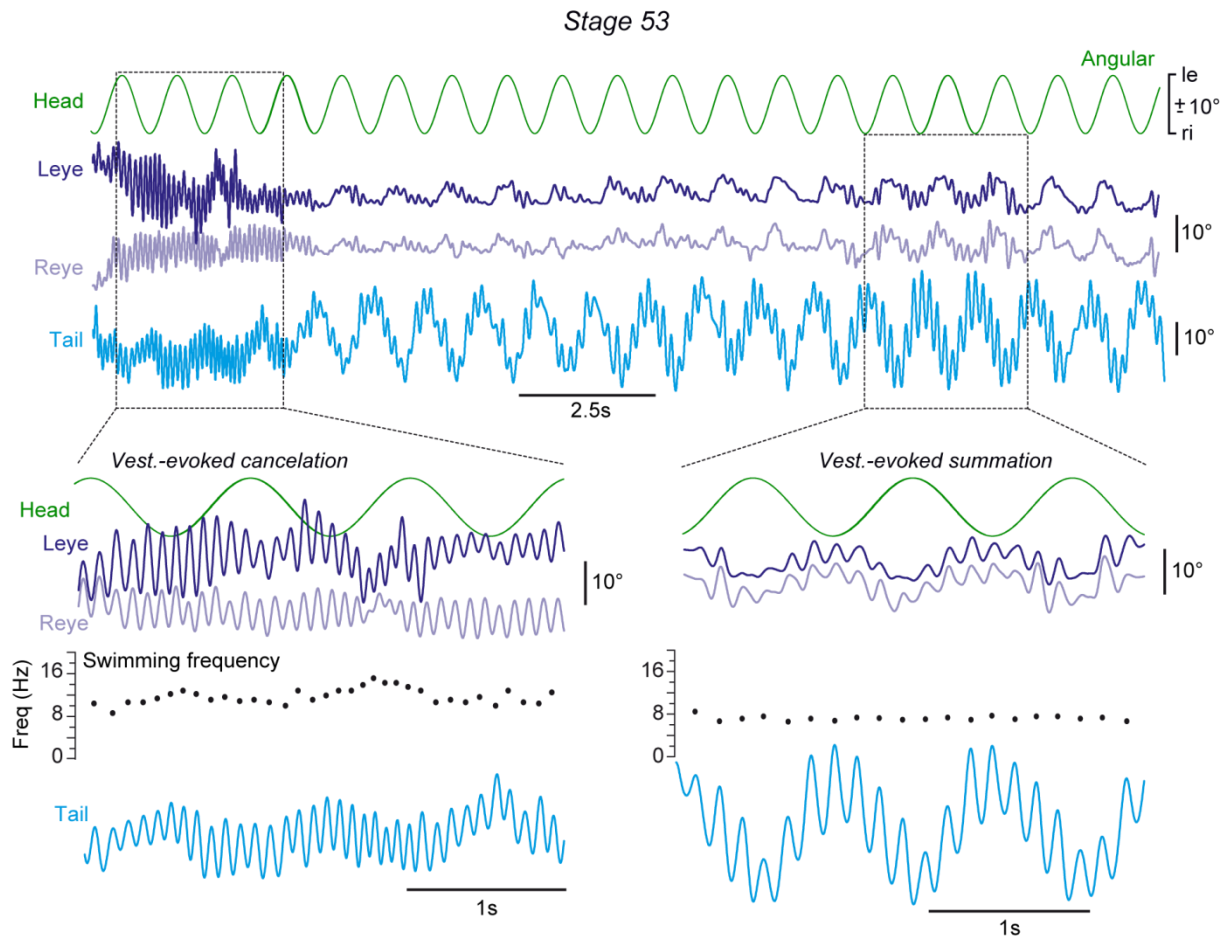 Stage 53
Angular
Head
le
± 10°
ri
Leye
10°
Reye
Tail
10°
2.5s
Vest.-evoked cancelation
Vest.-evoked summation
Head
Leye
10°
10°
Reye
Swimming frequency
Freq (Hz)
16
8
0
16
8
0
Tail
1s
1s